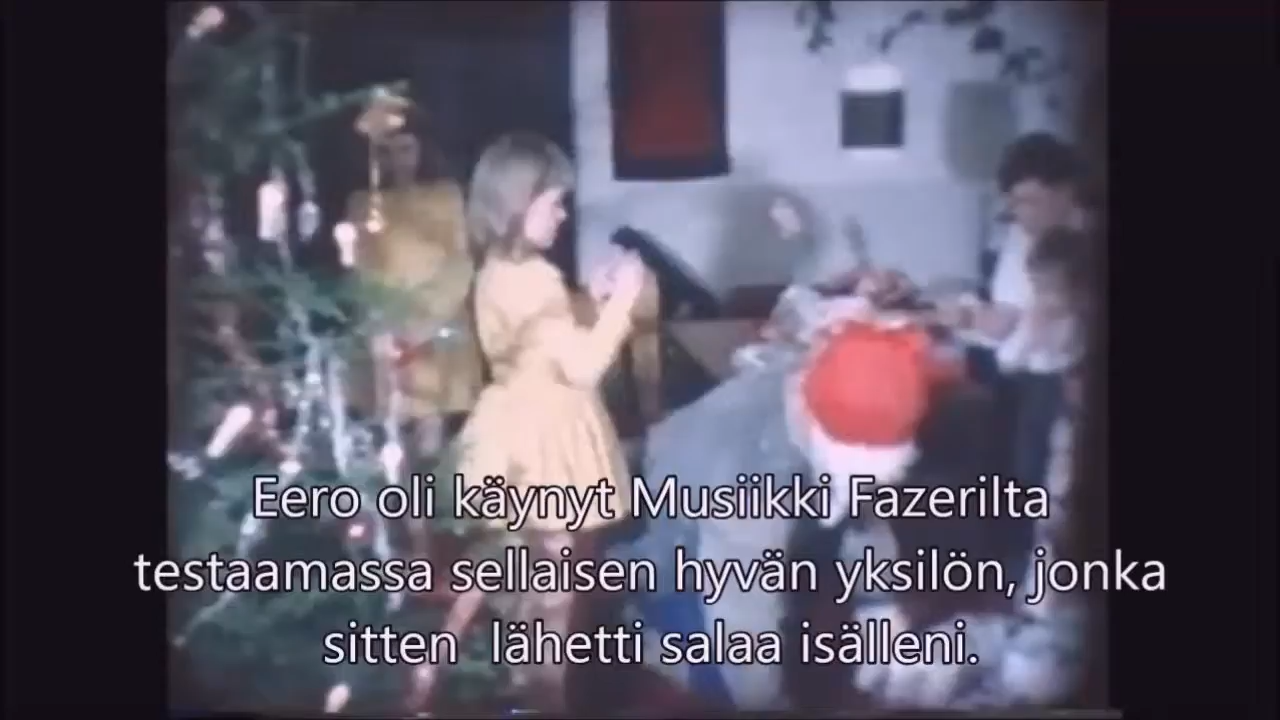 Eero oli käynyt Musiikki Fazerilta
testaamassa sellaisen hyvän yksilön, jonka
sitten  lähetti salaa isälleni.